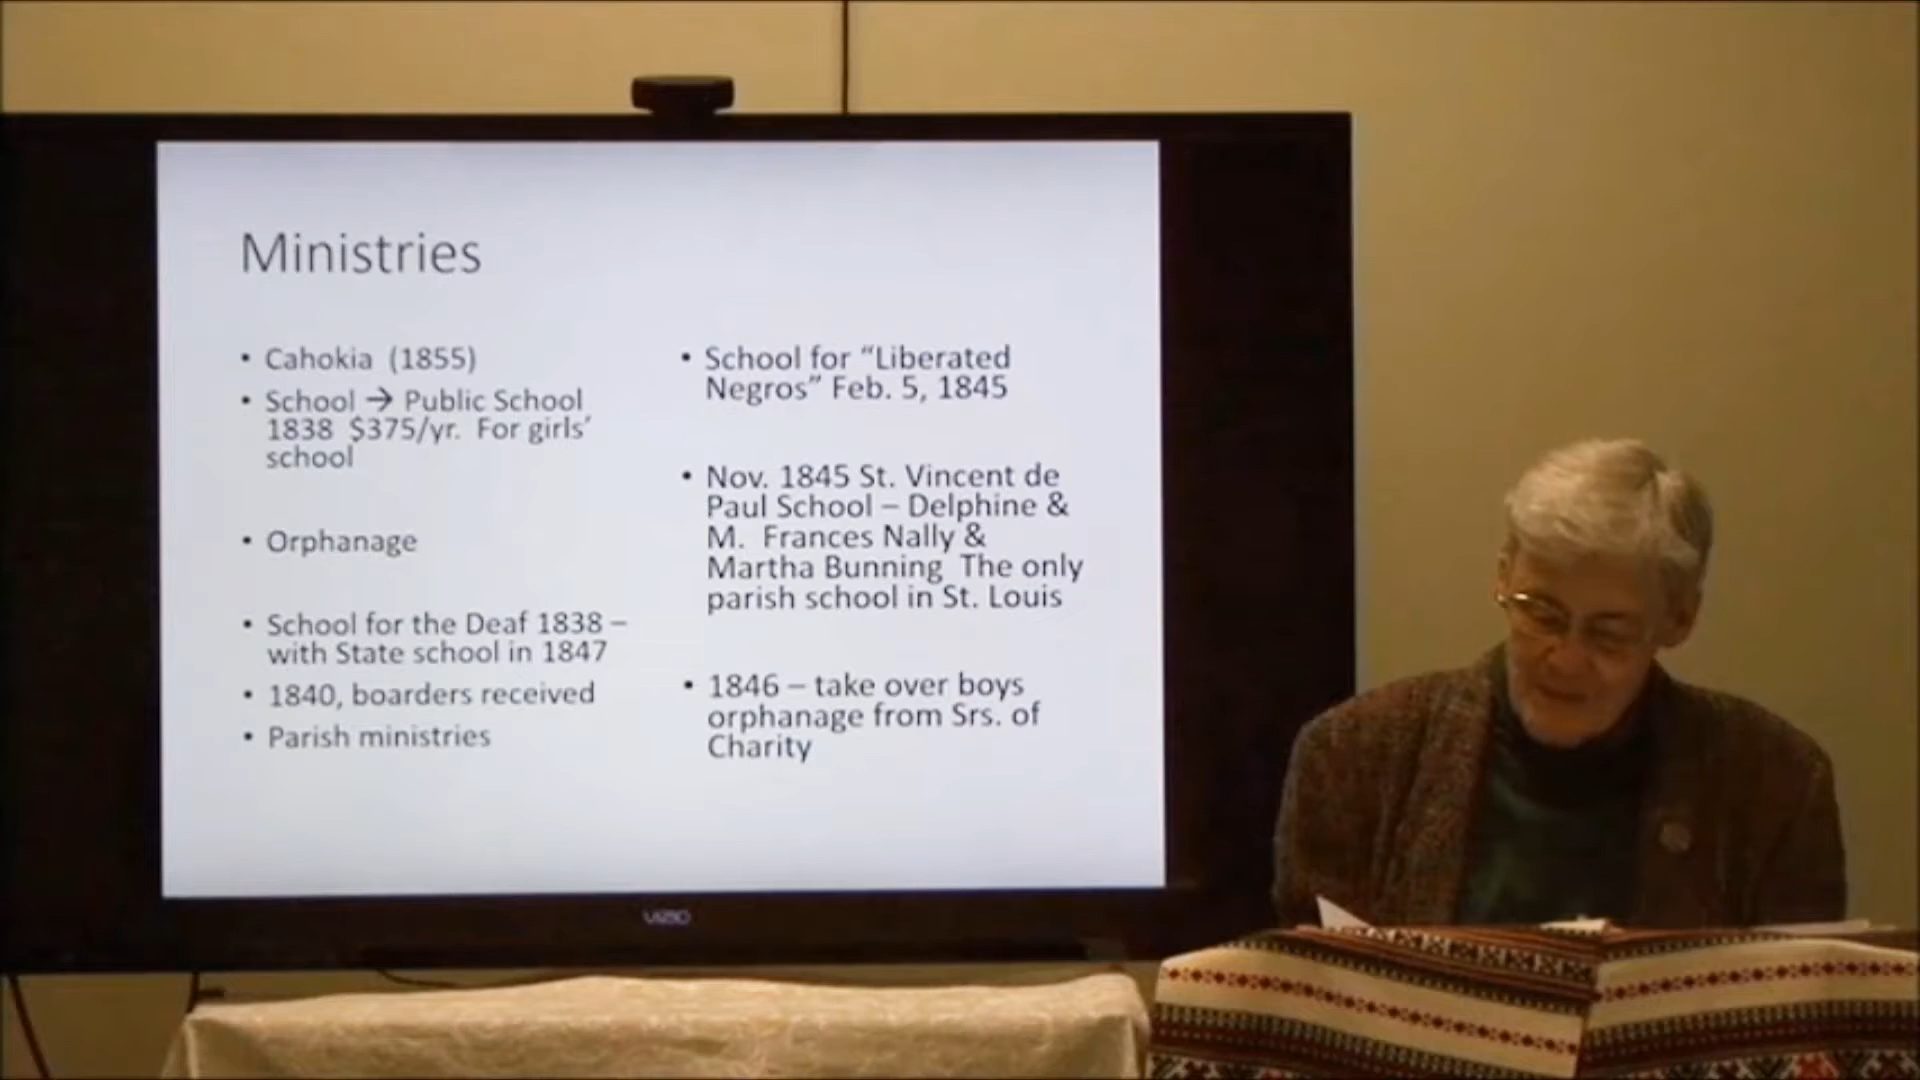 Ministries
• Cahokia (1855)
• School → Public School
1838 $375/yr. For girls’
school
• Orphanage
• School for the Deaf 1838 –
with State school in 1847
• 1840, boarders received
• Parish ministries
• School for “Liberated
Negros” Feb. 5, 1845
• Nov. 1845 St. Vincent de
Paul School – Delphine &
M. Frances Nally &
Martha Bunning The only
parish school in St. Louis
• 1846 – take over boys
orphanage from Srs. of
Charity
VIZIO